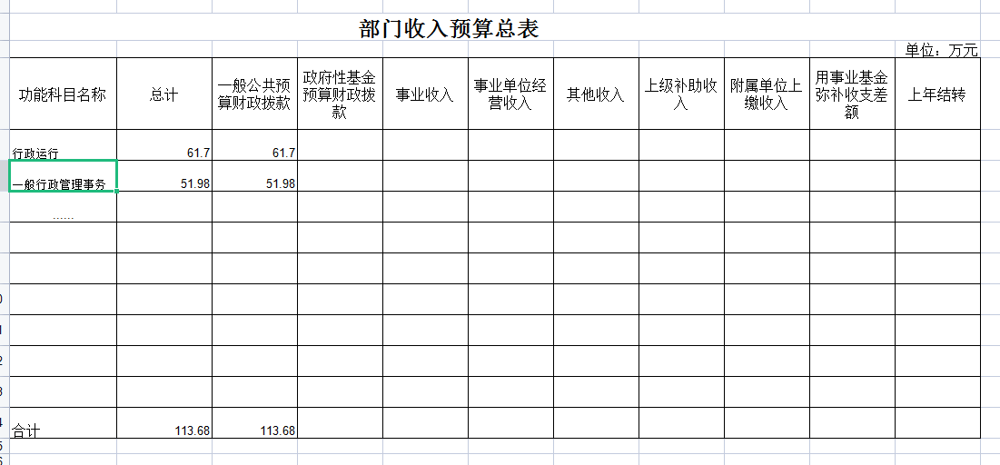 部门收入预算总表
单位：万元
功能科目名称 总计 一般公共预算财政拨款 政府性基金预算财政拨款 事业收入 事业单位经营收入 其他收入 上级补助收入 附属单位上缴收入 用事业基金弥补收支差额 上年结转
行政运行 61.7 61.7
一般行政管理事务 51.98 51.98
……
合计 113.68 113.68